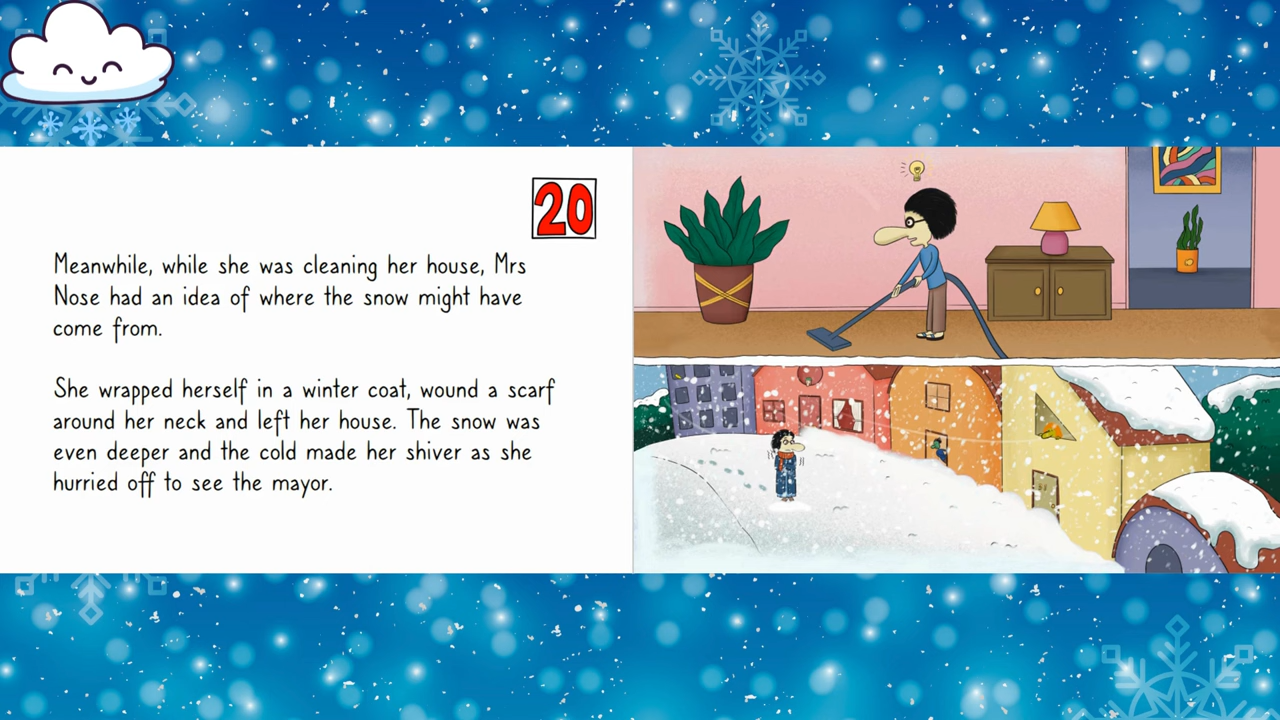 20
Meanwhile, while she was cleaning her house, Mrs
Nose had an idea of where the snow might have
come from.
She wrapped herself in a winter coat, wound a scarf
around her neck and left her house. The snow was
even deeper and the cold made her shiver as she
hurried off to see the mayor.